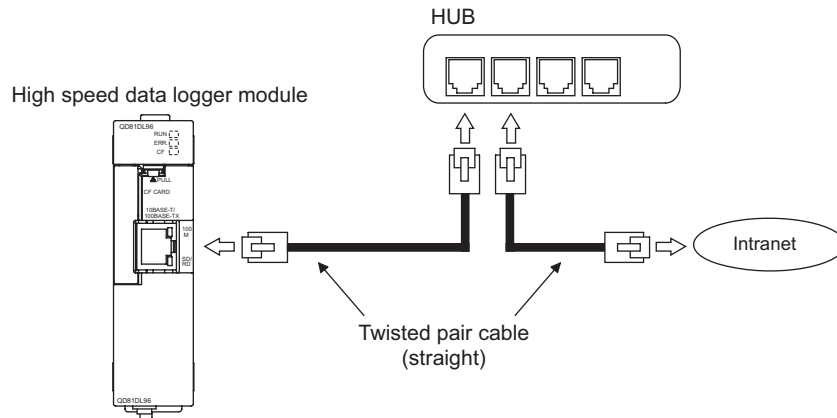 HUB
High speed data logger module
QD81DL96
RUN
ERR.
CF
PULL
CF CARD
10BASE-T/
100BASE-TX
100
M
SD/
RD
Intranet
Twisted pair cable
(straight)
QD81DL96